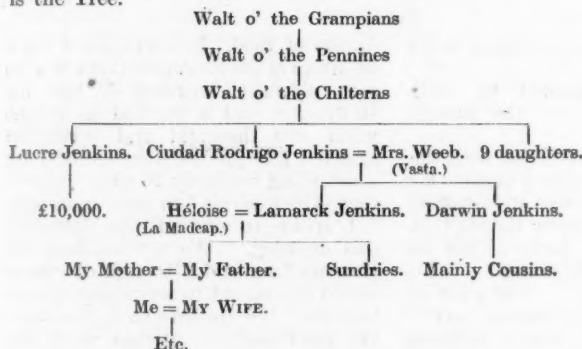 is the Tree.
Walt o' the Grampians
Walt o' the Pennines
Walt o' the Chilterns
Lucre Jenkins. Ciudad Rodrigo Jenkins = Mrs. Weeb. 9 daughters.
(Vasta.)
£10,000. Héloise = Lamarck Jenkins. Darwin Jenkins.
(La Madcap.)
My Mother = My Father. Sundries. Mainly Cousins.
Me = MY WIFE.
Etc.